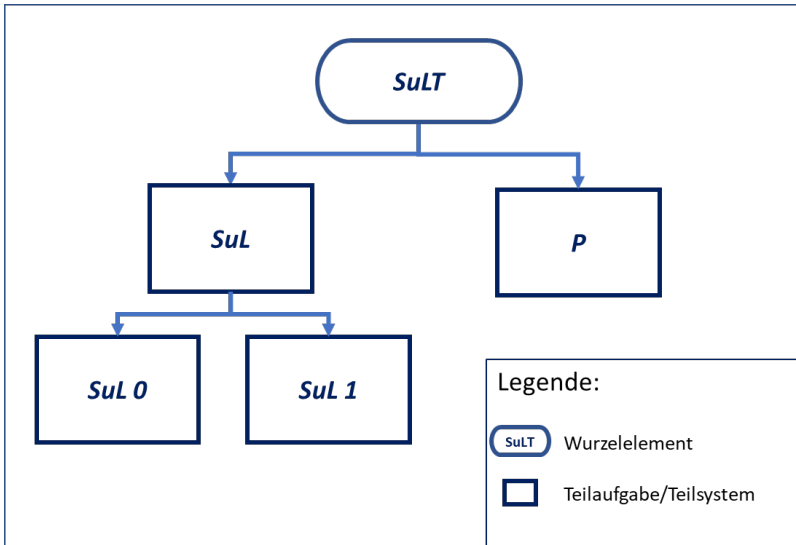 SuLT
SuL
P
SuL 0
SuL 1
Legende:
SuLT Wurzelelement
Teilaufgabe/Teilsystem